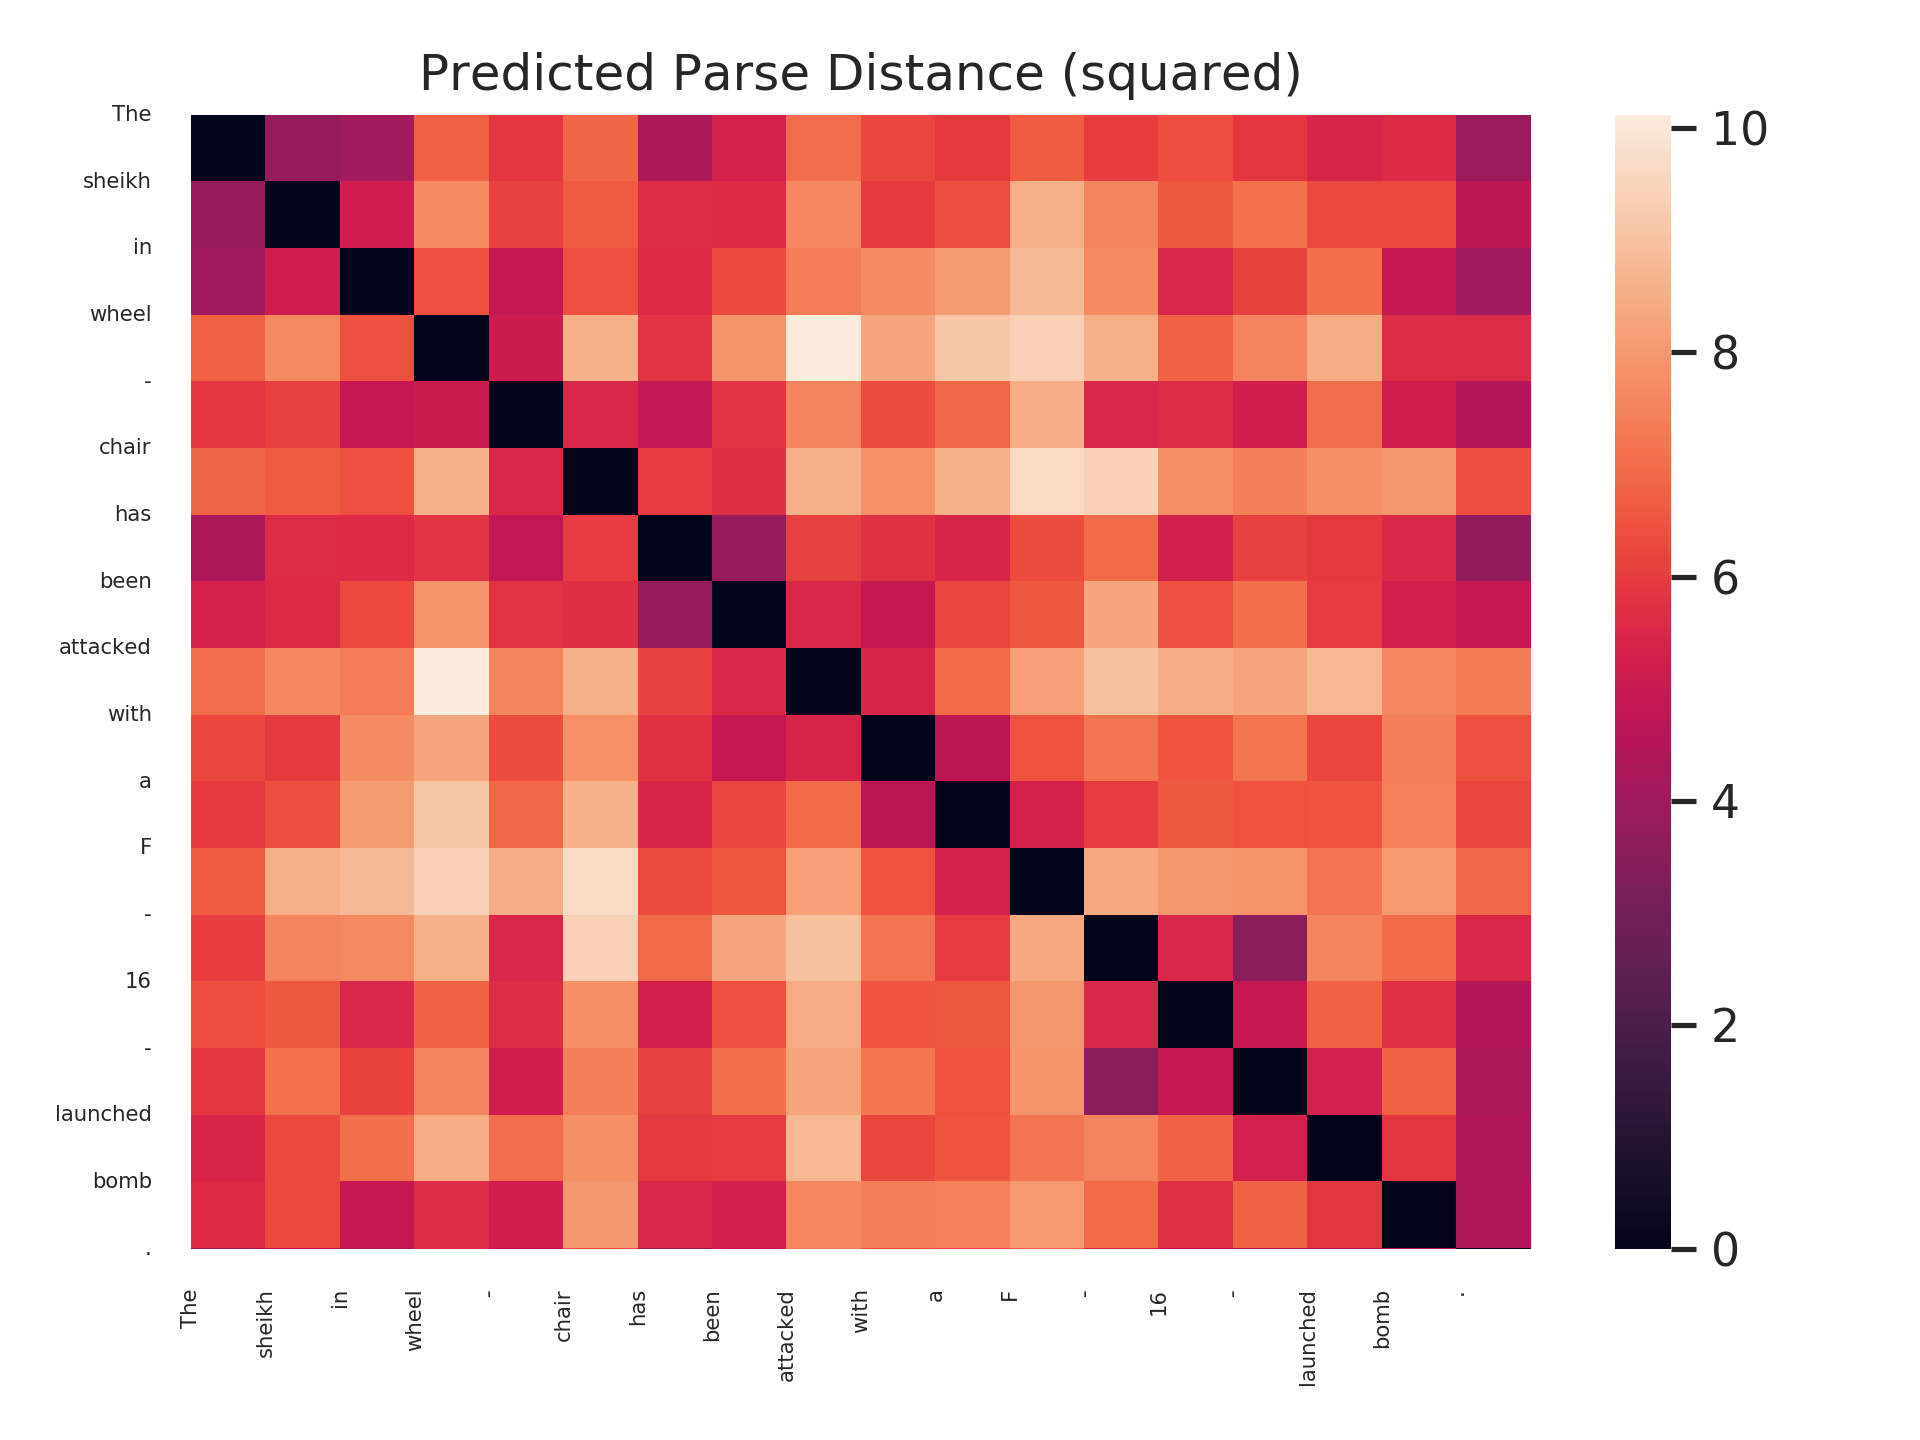 Predicted Parse Distance (squared)
The
sheikh
in
wheel
-
chair
has
been
attacked
with
a
F
-
16
-
launched
bomb
.
10
8
6
4
2
0
The
sheikh
in
wheel
-
chair
has
been
attacked
with
a
F
-
16
-
launched
bomb
.